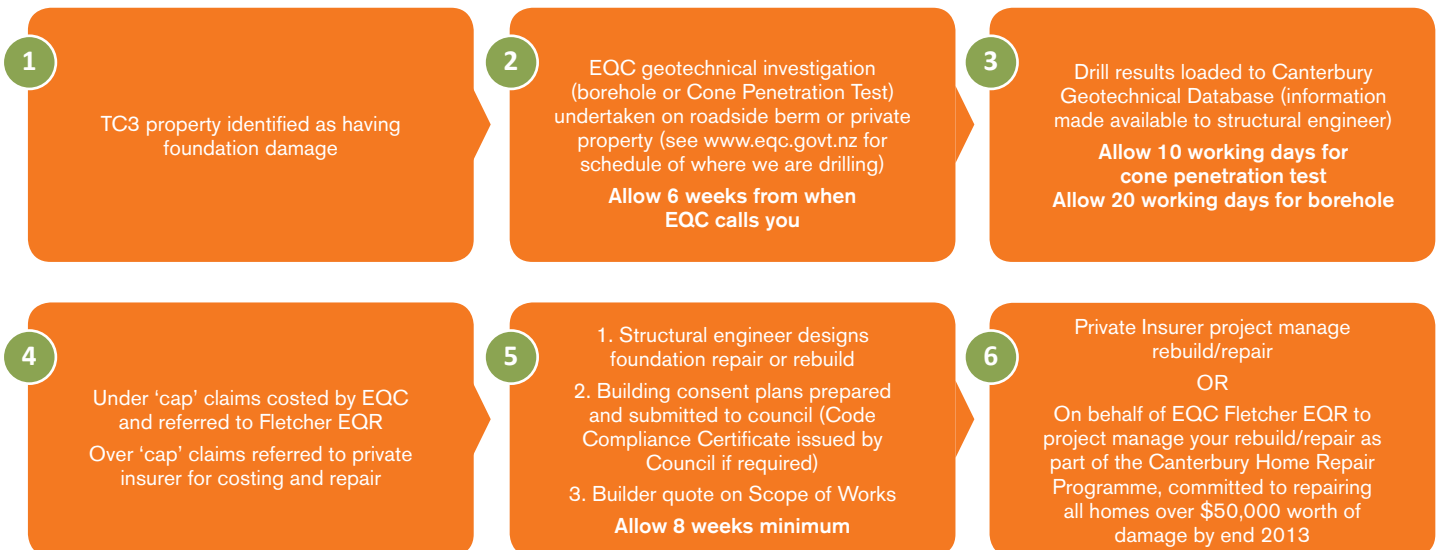 1
TC3 property identified as having
foundation damage
2
EQC geotechnical investigation
(borehole or Cone Penetration Test)
undertaken on roadside berm or private
property (see www.eqc.govt.nz for
schedule of where we are drilling)
Allow 6 weeks from when
EQC calls you
3
Drill results loaded to Canterbury
Geotechnical Database (information
made available to structural engineer)
Allow 10 working days for
cone penetration test
Allow 20 working days for borehole
4
Under ‘cap’ claims costed by EQC
and referred to Fletcher EQR
Over ‘cap’ claims referred to private
insurer for costing and repair
5
1. Structural engineer designs
foundation repair or rebuild
2. Building consent plans prepared
and submitted to council (Code
Compliance Certificate issued by
Council if required)
3. Builder quote on Scope of Works
Allow 8 weeks minimum
6
Private Insurer project manage
rebuild/repair
OR
On behalf of EQC Fletcher EQR to
project manage your rebuild/repair as
part of the Canterbury Home Repair
Programme, committed to repairing
all homes over $50,000 worth of
damage by end 2013